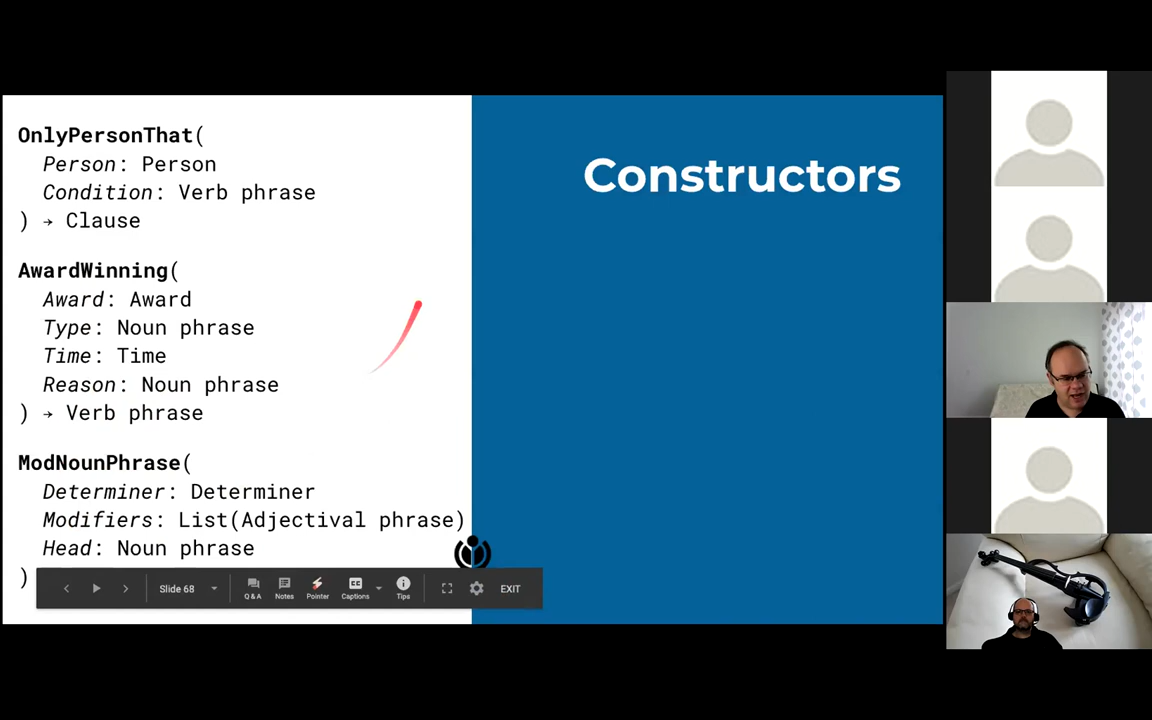 OnlyPersonThat(
Person: Person
Condition: Verb phrase
) → Clause
AwardWinning(
Award: Award
Type: Noun phrase
Time: Time
Reason: Noun phrase
) → Verb phrase
ModNounPhrase(
Determiner: Determiner
Modifiers: List(Adjectival phrase)
Head: Noun phrase
)
Constructors
Slide 68
Q & A
Notes
Pointer
CC
Captions
Tips
EXIT